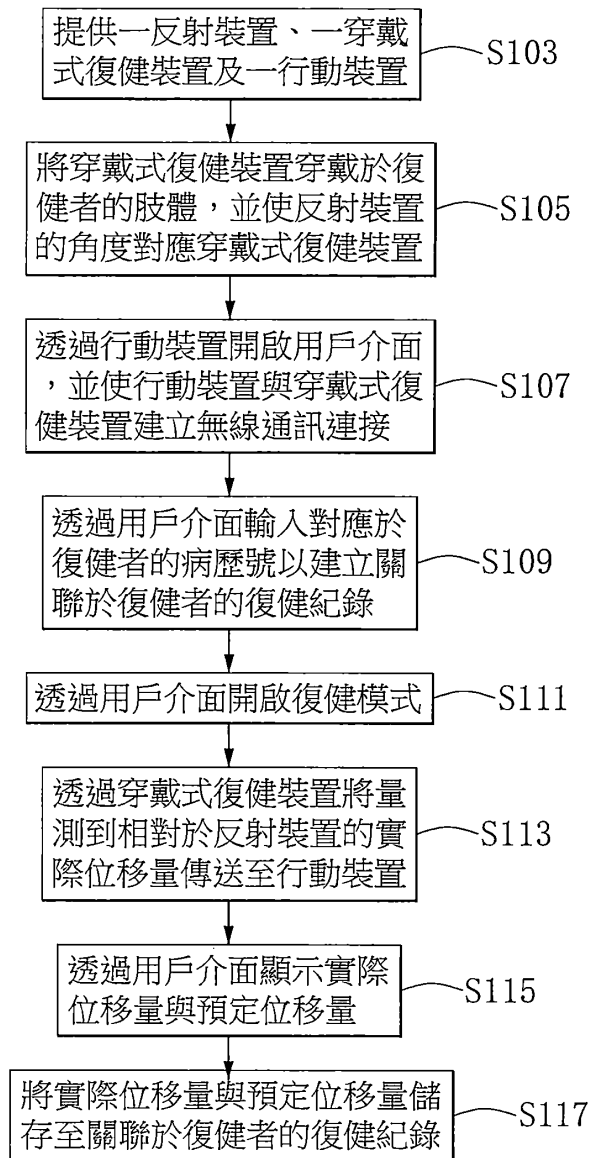 提供一反射裝置、一穿戴
式復健裝置及一行動裝置
S103
將穿戴式復健裝置穿戴於復
健者的肢體，並使反射裝置
的角度對應穿戴式復健裝置
S105
透過行動裝置開啟用戶介面
，並使行動裝置與穿戴式復
健裝置建立無線通訊連接
S107
透過用戶介面輸入對應於
復健者的病歷號以建立關
聯於復健者的復健紀錄
S109
透過用戶介面開啟復健模式
S111
透過穿戴式復健裝置將量
測到相對於反射裝置的實
際位移量傳送至行動裝置
S113
透過用戶介面顯示實際
位移量與預定位移量
S115
將實際位移量與預定位移量儲
存至關聯於復健者的復健紀錄
S117